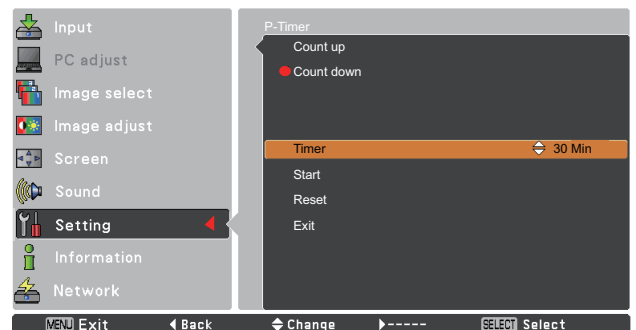 Input
PC adjust
Image select
Image adjust
Screen
Sound
Setting
Information
Network
P-Timer
Count up
Count down
Timer 30 Min
Start
Reset
Exit
MENU Exit Back Change ----- SELECT Select